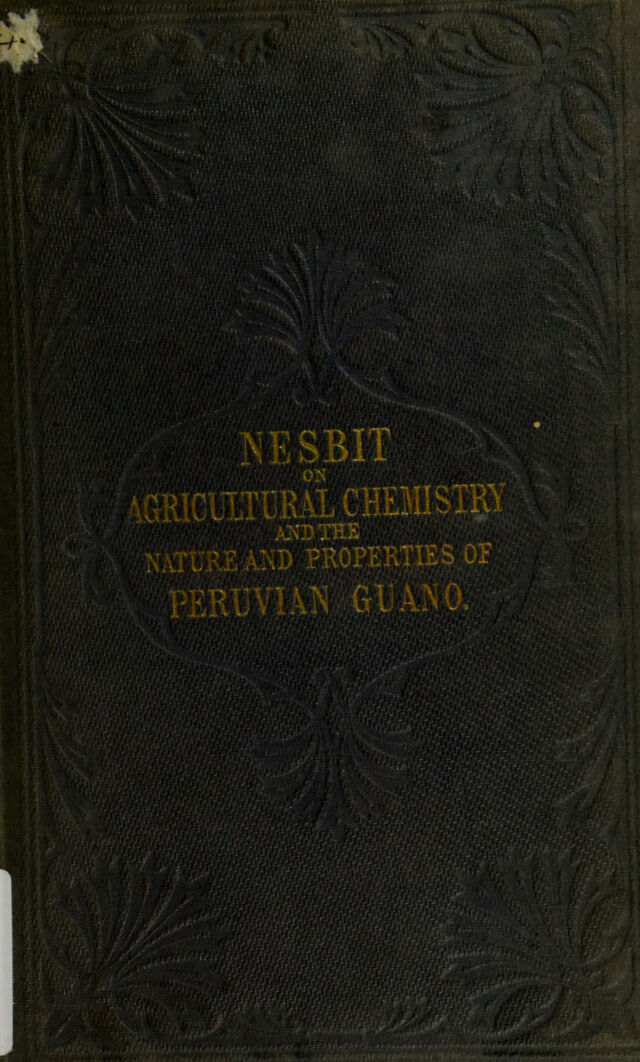 NESBIT
ON
AGRICULTURAL CHEMISTRY
AND THE
NATURE AND PROPERTIES OF
PERUVIAN GUANO.